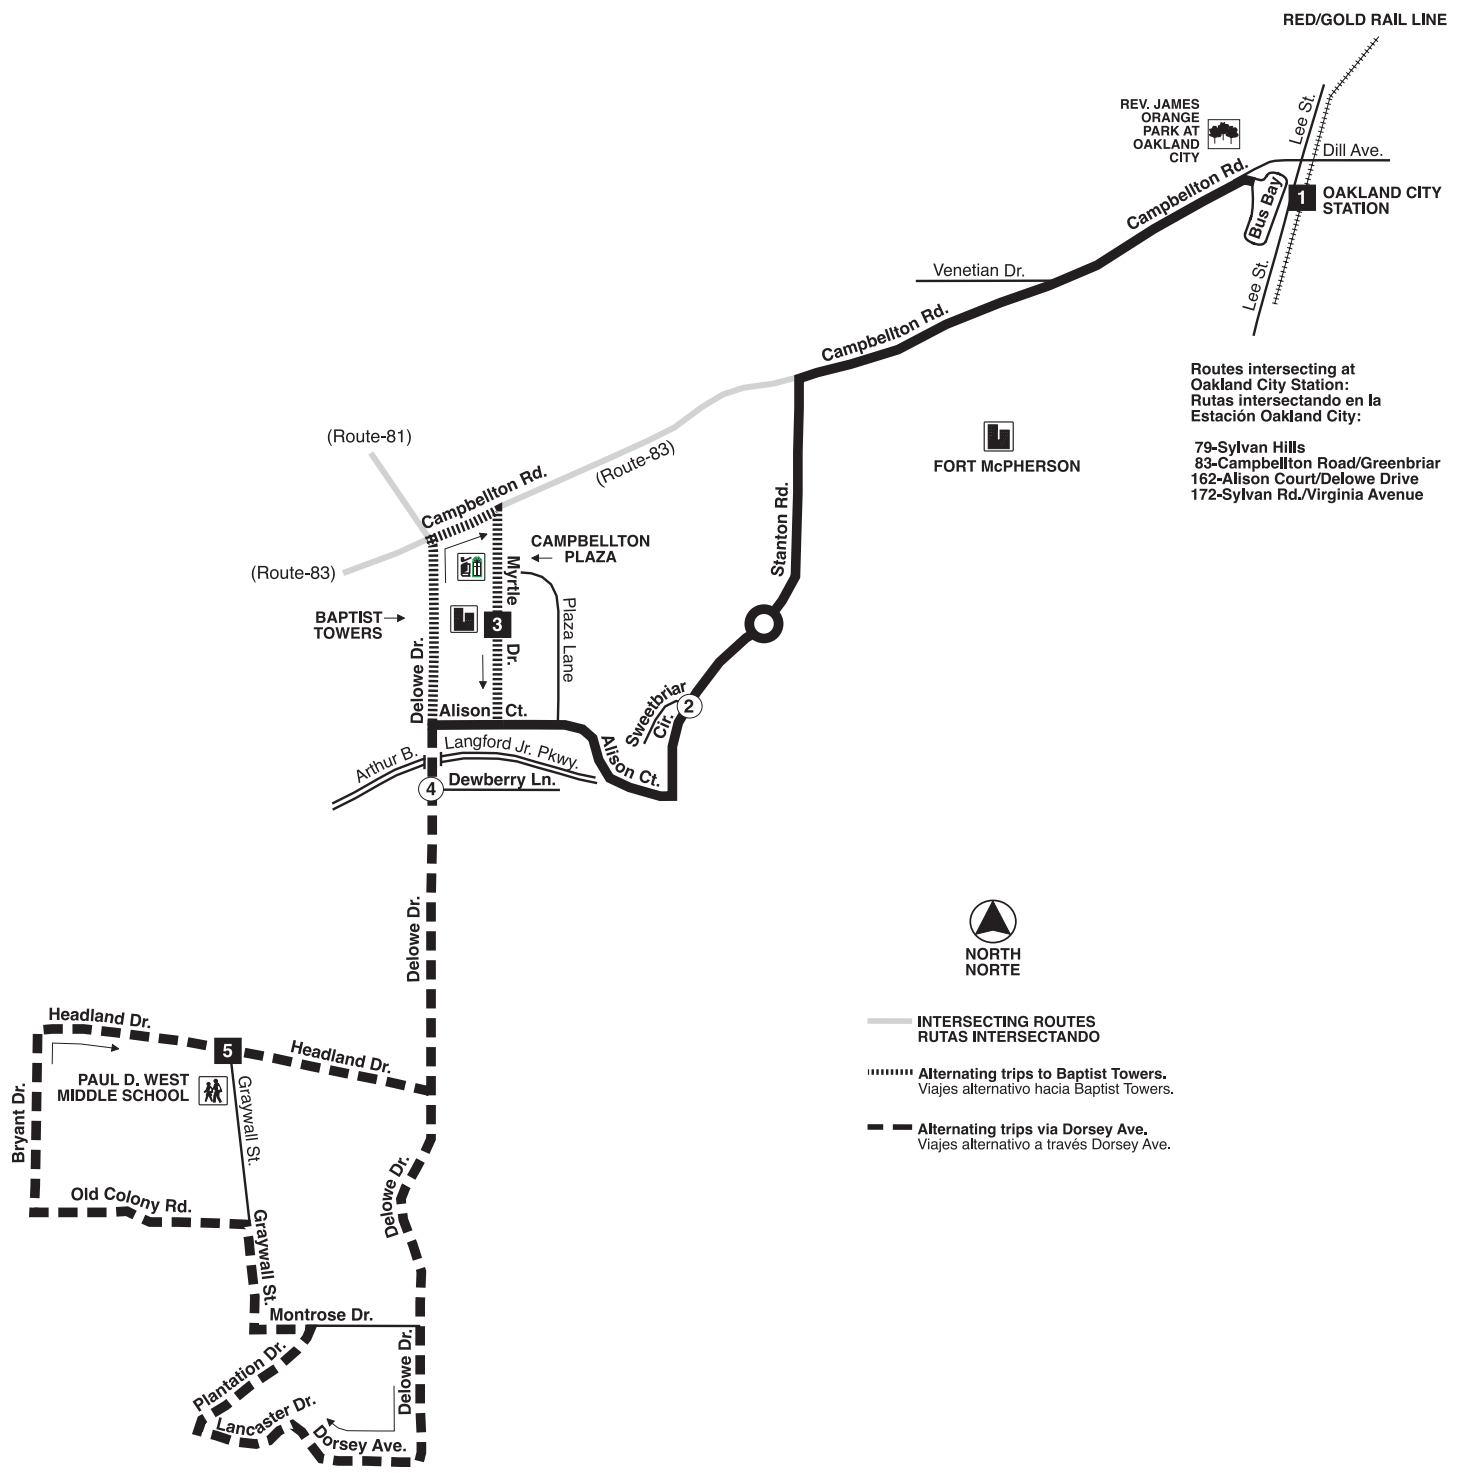 RED/GOLD RAIL LINE
REV. JAMES
ORANGE
PARK AT
OAKLAND
CITY
Lee St.
Dill Ave.
Campbellton Rd.
Bus Bay
1
OAKLAND CITY
STATION
Lee St.
Venetian Dr.
Campbellton Rd.
Routes intersecting at
Oakland City Station:
Rutas intersectando en la
Estación Oakland City:
79-Sylvan Hills
83-Campbellton Road/Greenbriar
162-Alison Court/Delowe Drive
172-Sylvan Rd./Virginia Avenue
(Route-81)
(Route-83)
FORT McPHERSON
Campbellton Rd.
Stanton Rd.
CAMPBELLTON
PLAZA
(Route-83)
Myrtle
Dr.
3
Plaza Lane
BAPTIST
TOWERS
Delowe Dr.
Sweetbriar
Cir.
2
Alison Ct.
Alison Ct.
Arthur B.
Langford Jr. Pkwy.
Dewberry Ln.
4
Delowe Dr.
NORTH
NORTE
Headland Dr.
5
Headland Dr.
INTERSECTING ROUTES
RUTAS INTERSECTANDO
PAUL D. WEST
MIDDLE SCHOOL
Alternating trips to Baptist Towers.
Viajes alternativo hacia Baptist Towers.
Bryant Dr.
Graywall St.
Alternating trips via Dorsey Ave.
Viajes alternativo a través Dorsey Ave.
Old Colony Rd.
Delowe Dr.
Graywall St.
Montrose Dr.
Delowe Dr.
Plantation Dr.
Lancaster Dr.
Dorsey Ave.